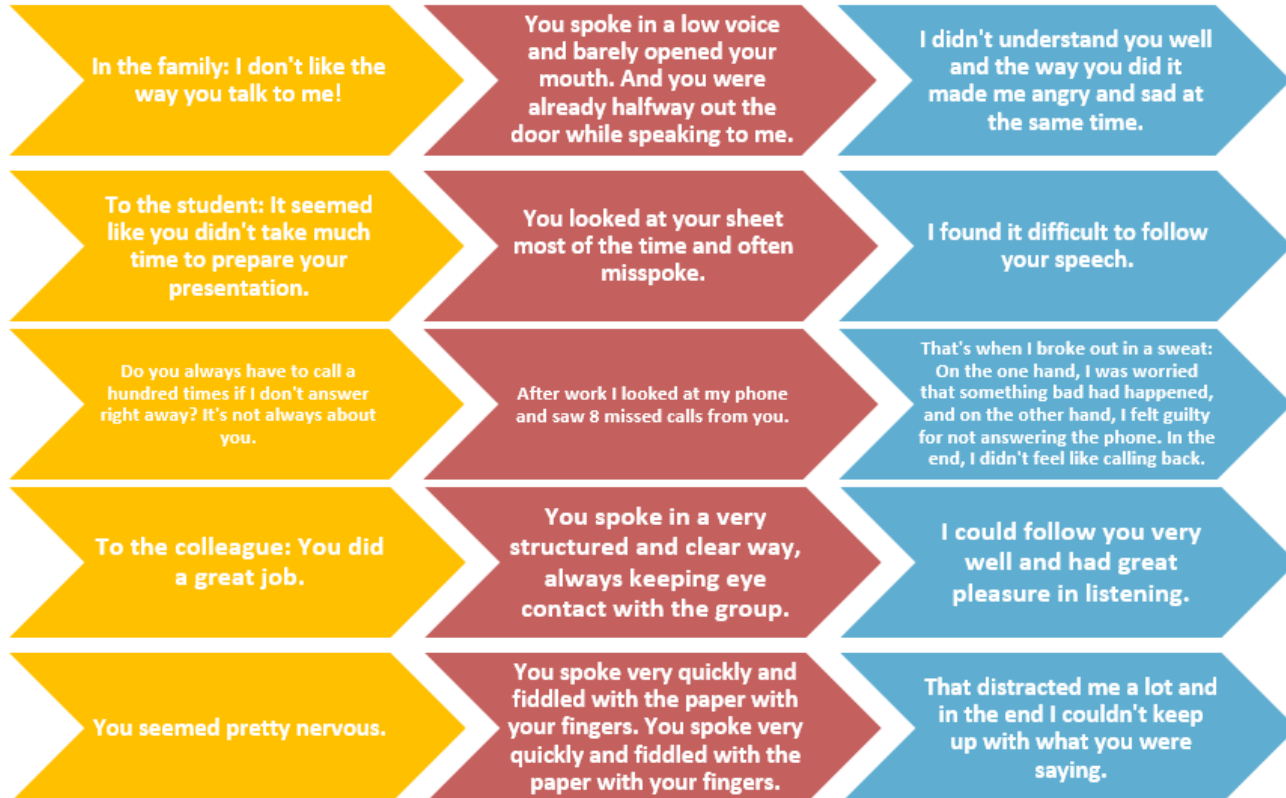 In the family: I don't like the
way you talk to me!
You spoke in a low voice
and barely opened your
mouth. And you were
already halfway out the
door while speaking to me.
I didn't understand you well
and the way you did it
made me angry and sad at
the same time.
To the student: It seemed
like you didn't take much
time to prepare your
presentation.
You looked at your sheet
most of the time and often
misspoke.
I found it difficult to follow
your speech.
Do you always have to call a
hundred times if I don't answer
right away? It's not always about
you.
After work I looked at my phone
and saw 8 missed calls from you.
That's when I broke out in a sweat:
On the one hand, I was worried
that something bad had happened,
and on the other hand, I felt guilty
for not answering the phone. In the
end, I didn't feel like calling back.
To the colleague: You did
a great job.
You spoke in a very
structured and clear way,
always keeping eye
contact with the group.
I could follow you very
well and had great
pleasure in listening.
You seemed pretty nervous.
You spoke very quickly and
fiddled with the paper with
your fingers. You spoke very
quickly and fiddled with the
paper with your fingers.
That distracted me a lot and
in the end I couldn't keep
up with what you were
saying.